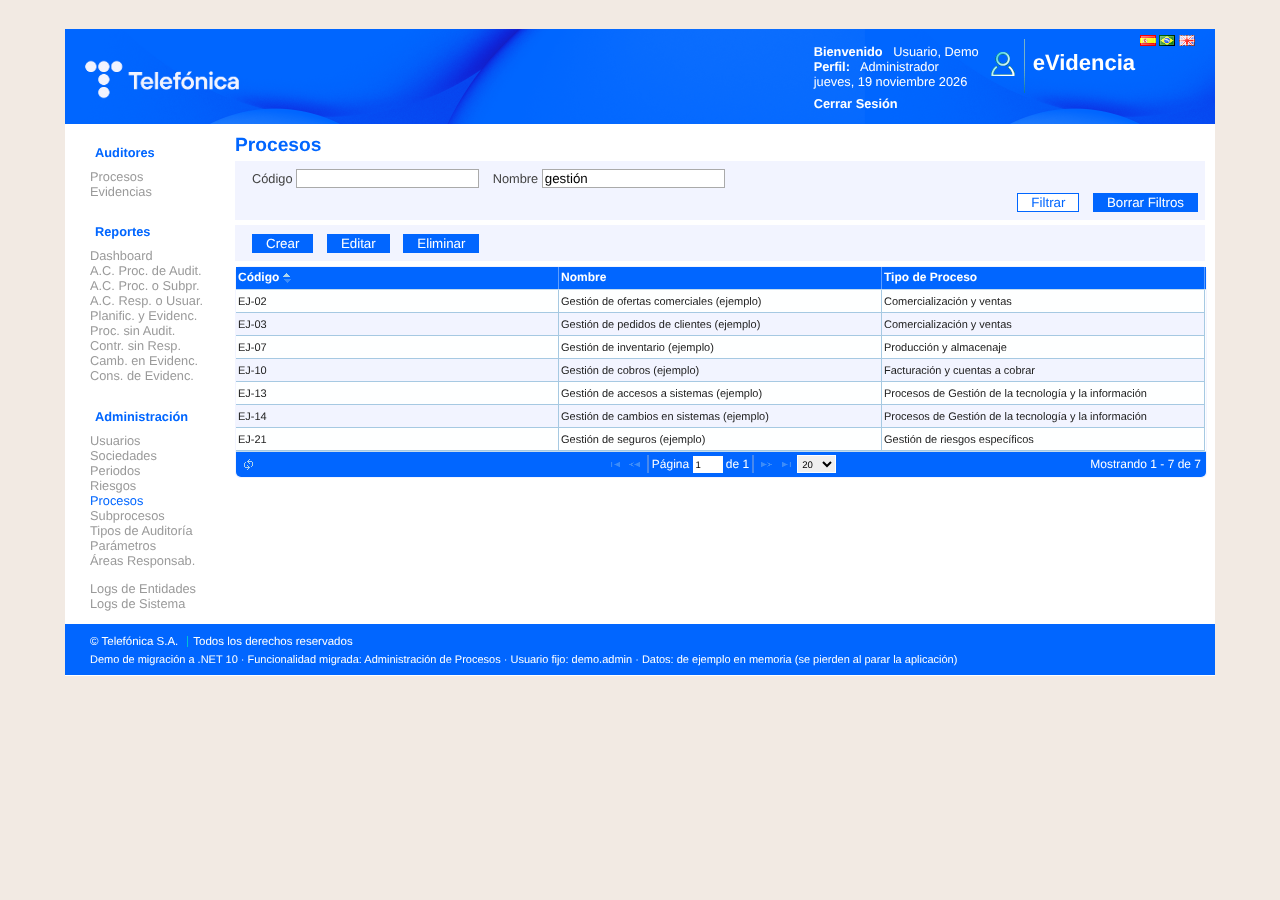 Telefónica
Bienvenido Usuario, Demo
Perfil: Administrador
jueves, 19 noviembre 2026
Cerrar Sesión
eVidencia
Auditores
Procesos
Evidencias
Reportes
Dashboard
A.C. Proc. de Audit.
A.C. Proc. o Subpr.
A.C. Resp. o Usuar.
Planific. y Evidenc.
Proc. sin Audit.
Contr. sin Resp.
Camb. en Evidenc.
Cons. de Evidenc.
Administración
Usuarios
Sociedades
Periodos
Riesgos
Procesos
Subprocesos
Tipos de Auditoría
Parámetros
Áreas Responsab.
Logs de Entidades
Logs de Sistema
Procesos
Código Nombre gestión
Filtrar Borrar Filtros
Crear Editar Eliminar
Código Nombre Tipo de Proceso
EJ-02 Gestión de ofertas comerciales (ejemplo) Comercialización y ventas
EJ-03 Gestión de pedidos de clientes (ejemplo) Comercialización y ventas
EJ-07 Gestión de inventario (ejemplo) Producción y almacenaje
EJ-10 Gestión de cobros (ejemplo) Facturación y cuentas a cobrar
EJ-13 Gestión de accesos a sistemas (ejemplo) Procesos de Gestión de la tecnología y la información
EJ-14 Gestión de cambios en sistemas (ejemplo) Procesos de Gestión de la tecnología y la información
EJ-21 Gestión de seguros (ejemplo) Gestión de riesgos específicos
Página 1 de 1 20 Mostrando 1 - 7 de 7
© Telefónica S.A. | Todos los derechos reservados
Demo de migración a .NET 10 · Funcionalidad migrada: Administración de Procesos · Usuario fijo: demo.admin · Datos: de ejemplo en memoria (se pierden al parar la aplicación)